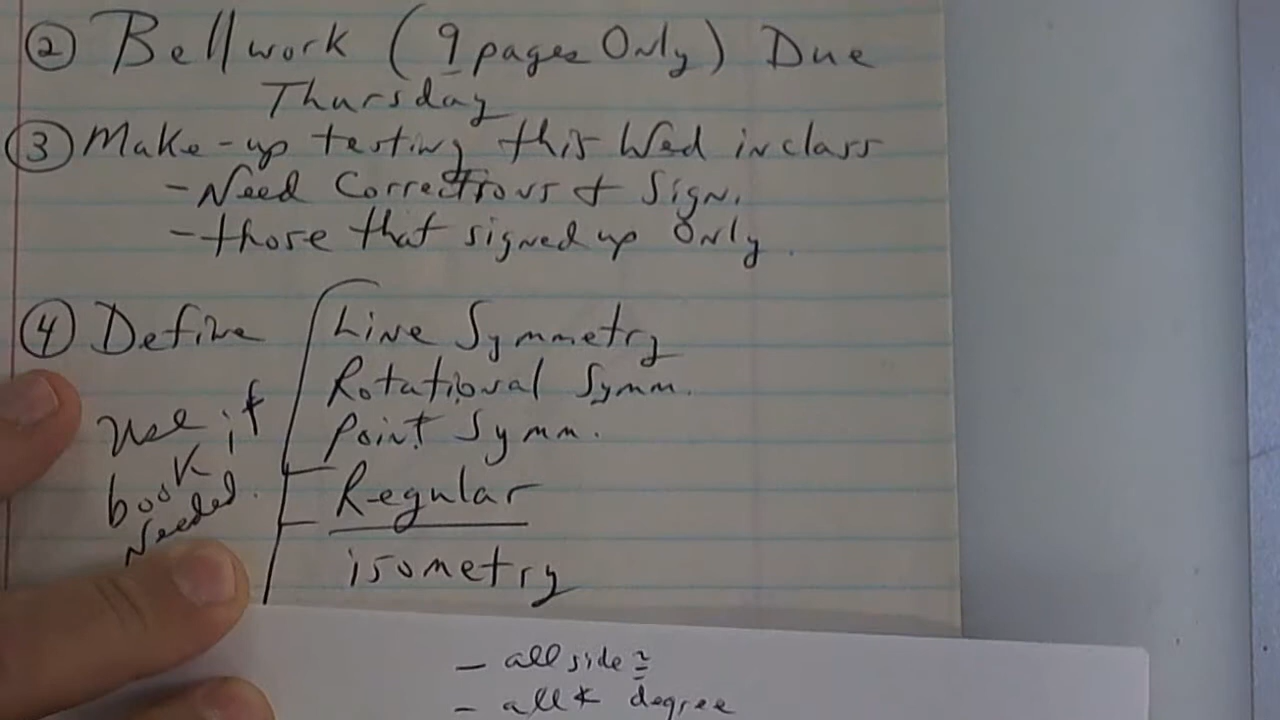 ② Bellwork (9 pages Only) Due
Thursday
③ Make-up testing this Wed in class
- Need Corrections + Sign.
- those that signed up Only.
④ Define
Line Symmetry
Rotational Symm.
Point Symm.
Regular
isometry
Use if
book
Needed.
- all side ≅
- all ∡ degree